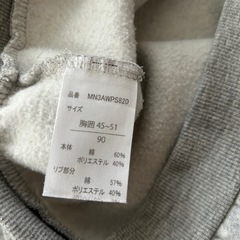 品番 MN3AWPS820
サイズ
胸囲 45~51
90
本体 綿 60%
ポリエステル 40%
リブ部分
綿 57%
ポリエステル 40%